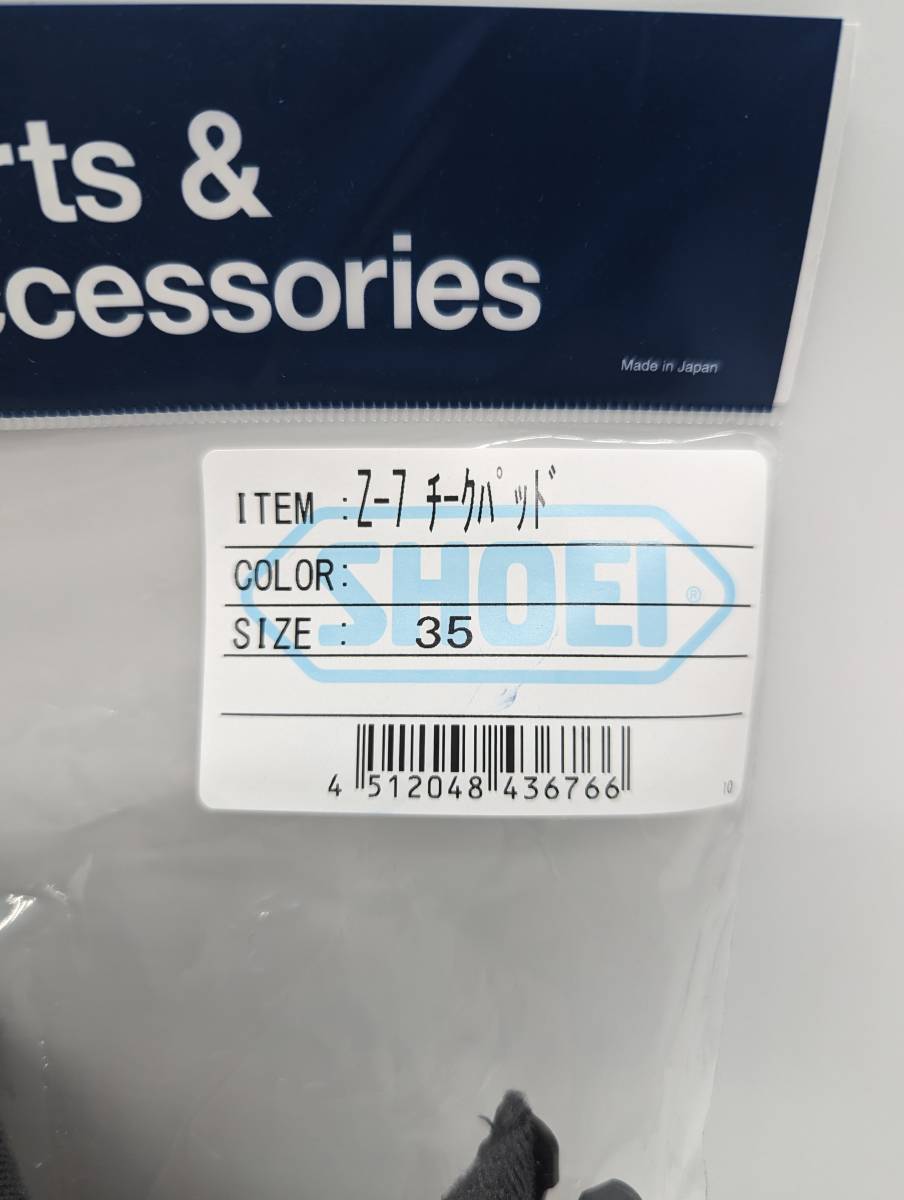 rts &
ccessories
Made in Japan
ITEM :Z-7 チークパッド
SHOEI®
COLOR:
SIZE : 35
4 512048 436766
10